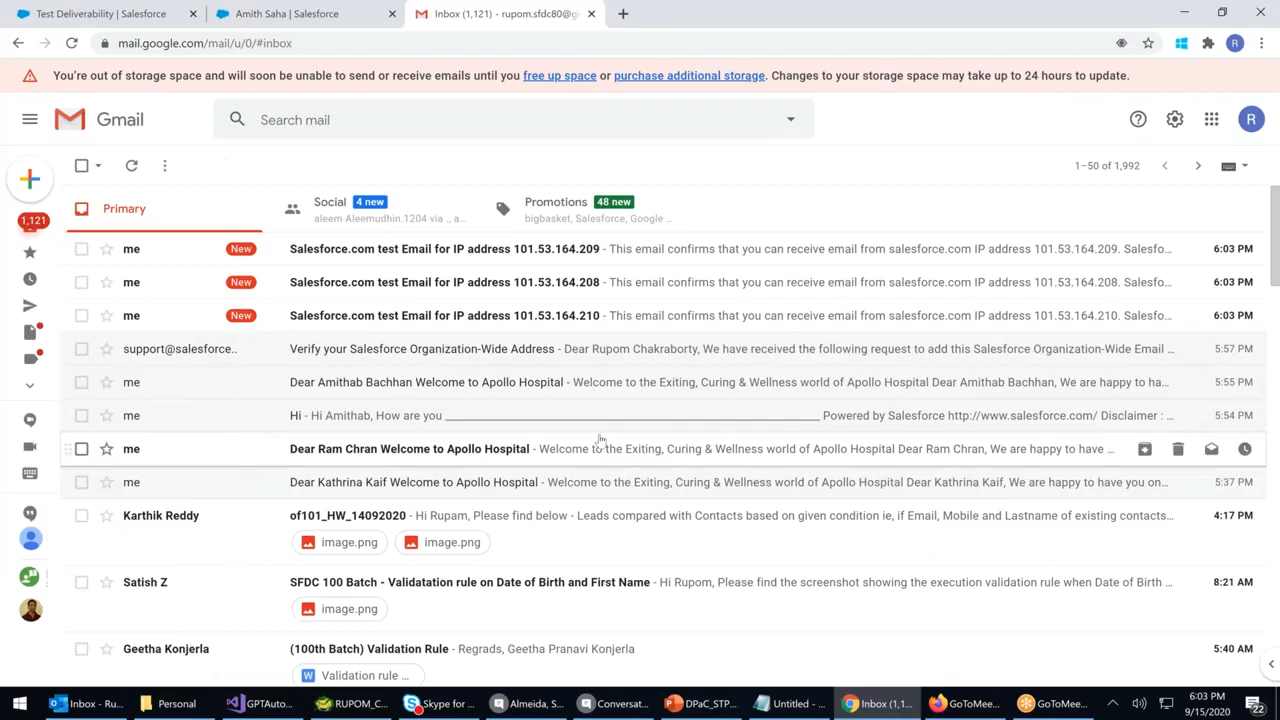 Test Deliverability | Salesforce
Amith Saha | Salesforce
Inbox (1,121) - rupom.sfdc80@g
mail.google.com/mail/u/0/#inbox
R
You're out of storage space and will soon be unable to send or receive emails until you free up space or purchase additional storage. Changes to your storage space may take up to 24 hours to update.
Gmail
Search mail
R
1–50 of 1,992
1,121
Primary
Social 4 new
aleem Aleemudhin.1204 via ., a...
Promotions 48 new
bigbasket, Salesforce, Google ...
me New Salesforce.com test Email for IP address 101.53.164.209 - This email confirms that you can receive email from salesforce.com IP address 101.53.164.209. Salesfo... 6:03 PM
me New Salesforce.com test Email for IP address 101.53.164.208 - This email confirms that you can receive email from salesforce.com IP address 101.53.164.208. Salesfo... 6:03 PM
me New Salesforce.com test Email for IP address 101.53.164.210 - This email confirms that you can receive email from salesforce.com IP address 101.53.164.210. Salesfo... 6:03 PM
support@salesforce.. Verify your Salesforce Organization-Wide Address - Dear Rupom Chakraborty, We have received the following request to add this Salesforce Organization-Wide Email ... 5:57 PM
me Dear Amithab Bachhan Welcome to Apollo Hospital - Welcome to the Exiting, Curing & Wellness world of Apollo Hospital Dear Amithab Bachhan, We are happy to ha... 5:55 PM
me Hi - Hi Amithab, How are you ____ Powered by Salesforce http://www.salesforce.com/ Disclaimer : ... 5:54 PM
me Dear Ram Chran Welcome to Apollo Hospital - Welcome to the Exiting, Curing & Wellness world of Apollo Hospital Dear Ram Chran, We are happy to have ...
me Dear Kathrina Kaif Welcome to Apollo Hospital - Welcome to the Exiting, Curing & Wellness world of Apollo Hospital Dear Kathrina Kaif, We are happy to have you on... 5:37 PM
Karthik Reddy of101_HW_14092020 - Hi Rupam, Please find below - Leads compared with Contacts based on given condition ie, if Email, Mobile and Lastname of existing contacts... 4:17 PM
image.png image.png
Satish Z SFDC 100 Batch - Validatation rule on Date of Birth and First Name - Hi Rupom, Please find the screenshot showing the execution validation rule when Date of Birth ... 8:21 AM
image.png
Geetha Konjerla (100th Batch) Validation Rule - Regrads, Geetha Pranavi Konjerla 5:40 AM
W Validation rule ...
Inbox - Ru... Personal GPTAuto... RUPOM_C... Skype for ... Almeida, S... Conversat... DPaC_STP... Untitled - ... Inbox (1,1... GoToMee... GoToMee...
6:03 PM
9/15/2020
22